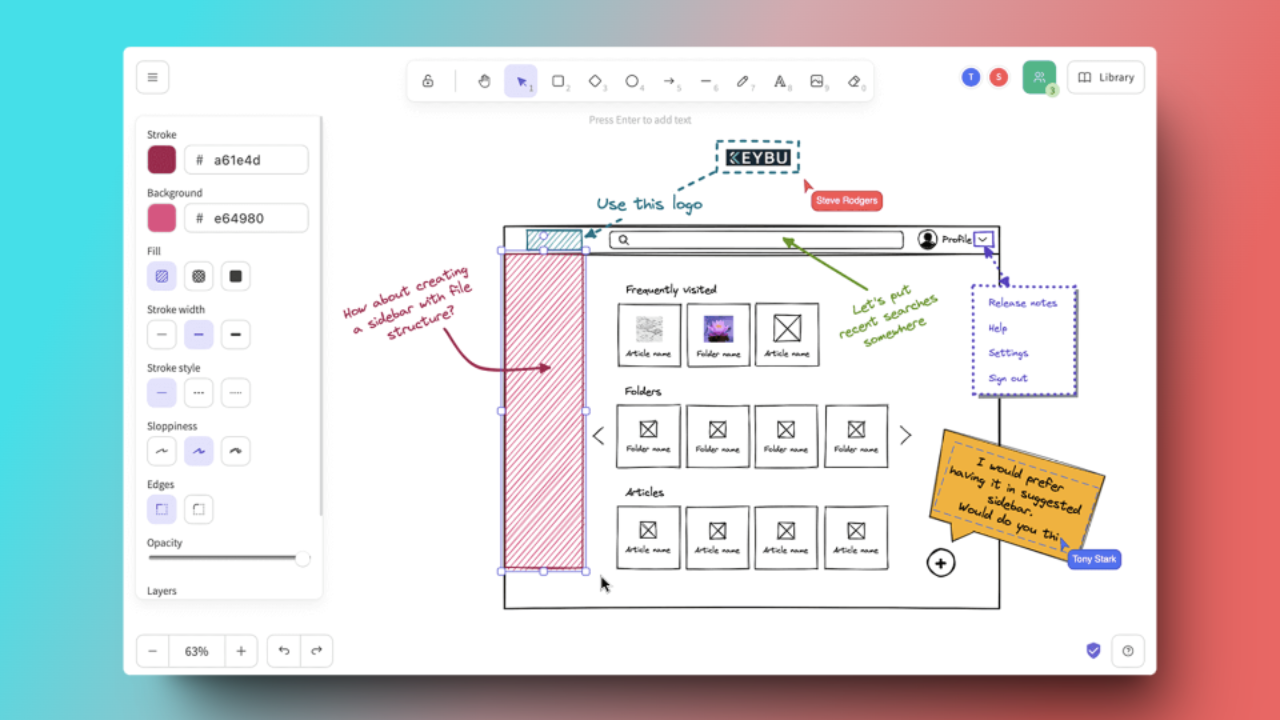 T
S
3
Library
1
2
3
4
5
6
7
8
9
0
Press Enter to add text
Stroke
# a61e4d
Background
# e64980
Fill
Stroke width
Stroke style
Sloppiness
Edges
Opacity
Layers
63%
KEYBU
Steve Rodgers
Use this logo
Profile
How about creating
a sidebar with file
structure?
Let's put
recent searches
somewhere
Release notes
Help
Settings
Sign out
Frequently visited
Article name
Folder name
Article name
Folders
Folder name
Folder name
Folder name
Folder name
Articles
Article name
Article name
Article name
Article name
I would prefer
having it in suggested
sidebar.
Would do you thi
Tony Stark